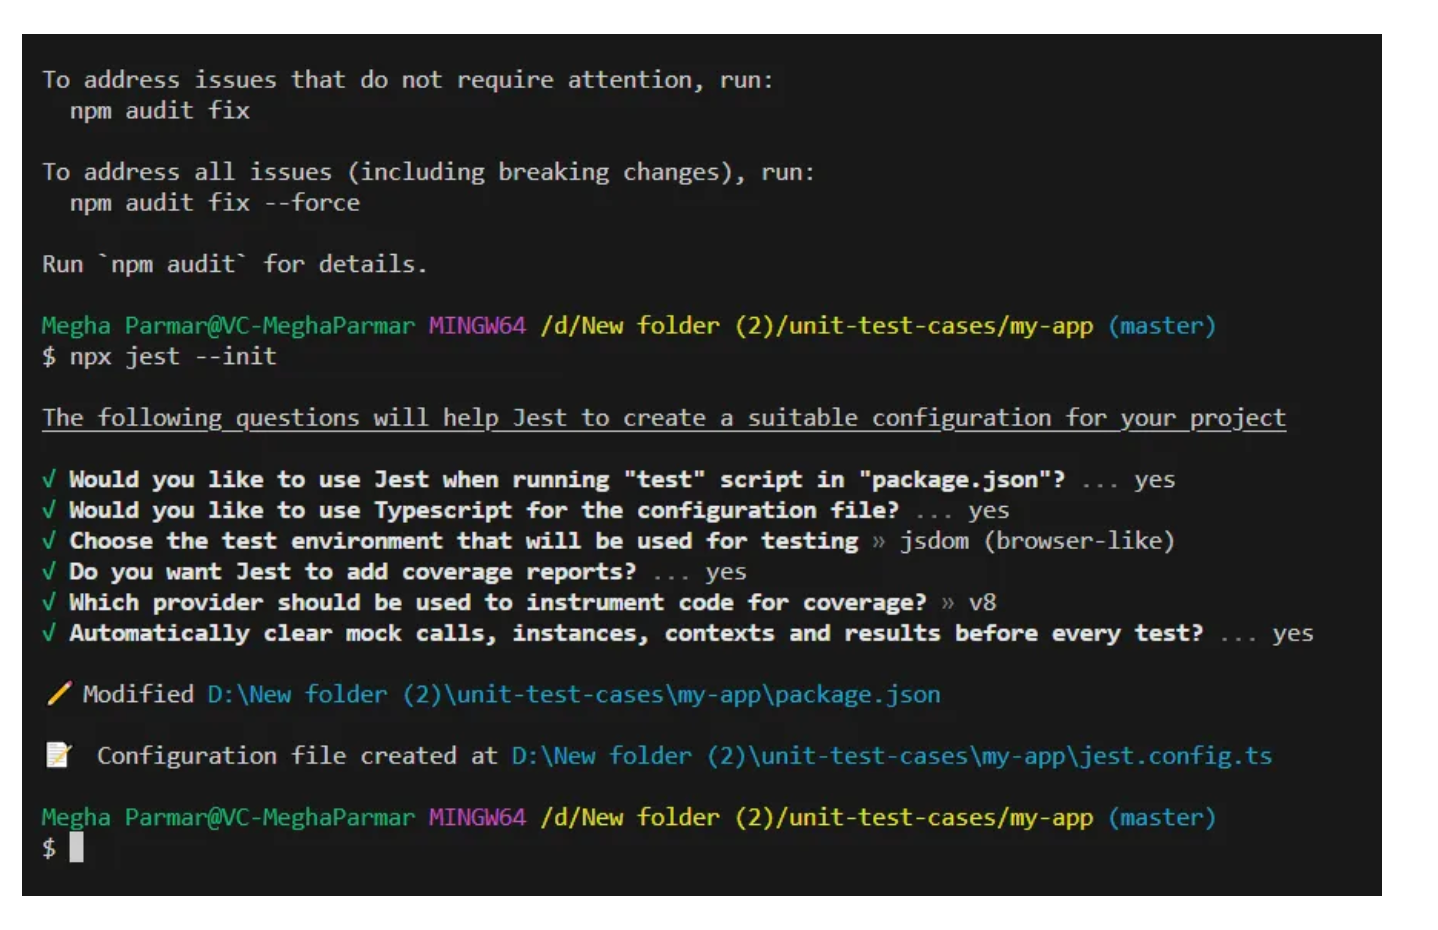 To address issues that do not require attention, run:
  npm audit fix
To address all issues (including breaking changes), run:
  npm audit fix --force
Run `npm audit` for details.
Megha Parmar@VC-MeghaParmar MINGW64 /d/New folder (2)/unit-test-cases/my-app (master)
$ npx jest --init
The following questions will help Jest to create a suitable configuration for your project
√ Would you like to use Jest when running "test" script in "package.json"? ... yes
√ Would you like to use Typescript for the configuration file? ... yes
√ Choose the test environment that will be used for testing » jsdom (browser-like)
√ Do you want Jest to add coverage reports? ... yes
√ Which provider should be used to instrument code for coverage? » v8
√ Automatically clear mock calls, instances, contexts and results before every test? ... yes
✏️ Modified D:\New folder (2)\unit-test-cases\my-app\package.json
📝 Configuration file created at D:\New folder (2)\unit-test-cases\my-app\jest.config.ts
Megha Parmar@VC-MeghaParmar MINGW64 /d/New folder (2)/unit-test-cases/my-app (master)
$